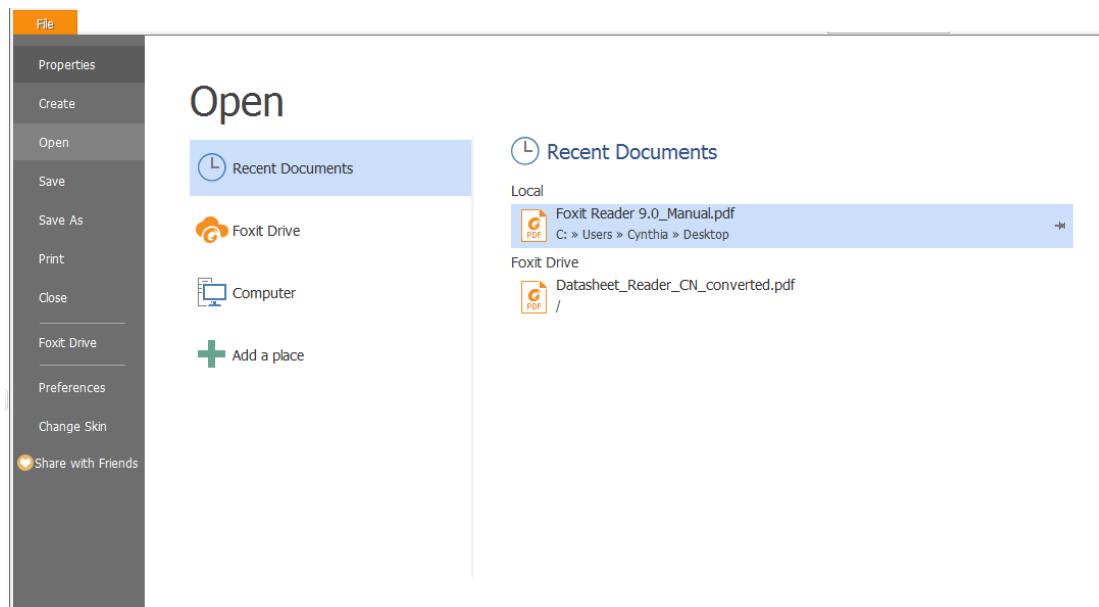 File
Properties
Create
Open
Save
Save As
Print
Close
Foxit Drive
Preferences
Change Skin
Share with Friends
Open
Recent Documents
Foxit Drive
Computer
Add a place
Recent Documents
Local
Foxit Reader 9.0_Manual.pdf
PDF
C: » Users » Cynthia » Desktop
Foxit Drive
Datasheet_Reader_CN_converted.pdf
PDF
/